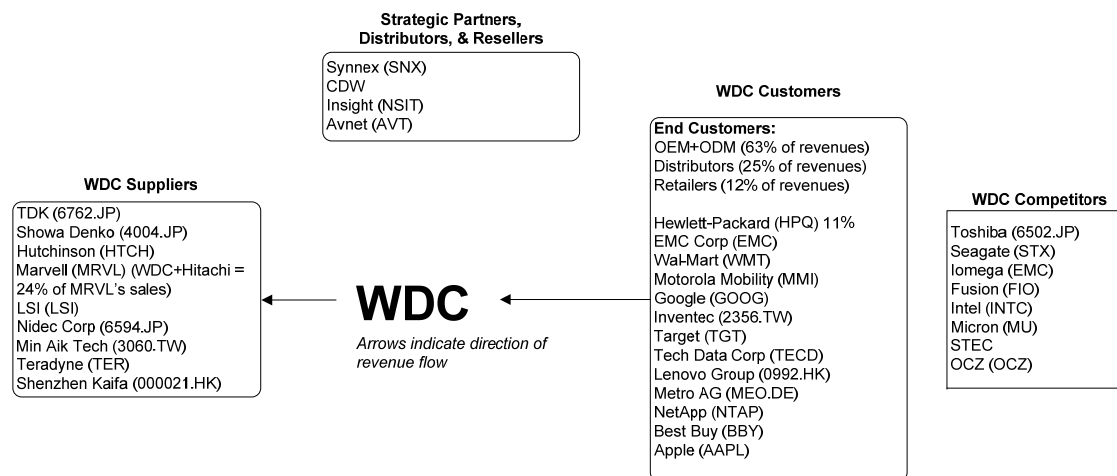 Strategic Partners,
Distributors, & Resellers
Synnex (SNX)
CDW
Insight (NSIT)
Avnet (AVT)
WDC Customers
End Customers:
OEM+ODM (63% of revenues)
Distributors (25% of revenues)
Retailers (12% of revenues)
Hewlett-Packard (HPQ) 11%
EMC Corp (EMC)
Wal-Mart (WMT)
Motorola Mobility (MMI)
Google (GOOG)
Inventec (2356.TW)
Target (TGT)
Tech Data Corp (TECD)
Lenovo Group (0992.HK)
Metro AG (MEO.DE)
NetApp (NTAP)
Best Buy (BBY)
Apple (AAPL)
WDC Suppliers
TDK (6762.JP)
Showa Denko (4004.JP)
Hutchinson (HTCH)
Marvell (MRVL) (WDC+Hitachi =
24% of MRVL's sales)
LSI (LSI)
Nidec Corp (6594.JP)
Min Aik Tech (3060.TW)
Teradyne (TER)
Shenzhen Kaifa (000021.HK)
WDC
Arrows indicate direction of
revenue flow
WDC Competitors
Toshiba (6502.JP)
Seagate (STX)
Iomega (EMC)
Fusion (FIO)
Intel (INTC)
Micron (MU)
STEC
OCZ (OCZ)